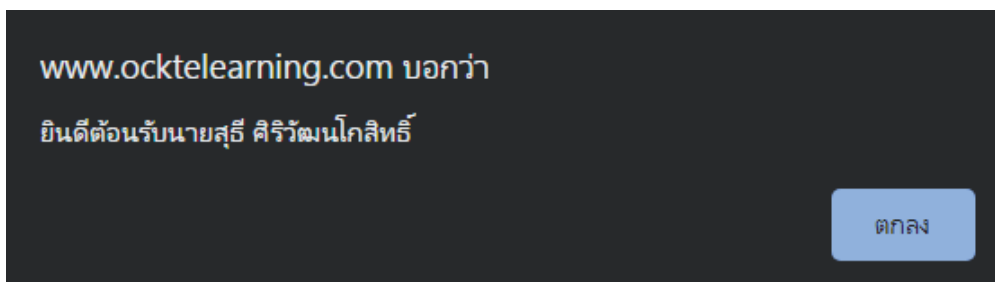 www.ocktelearning.com บอกว่า
ยินดีต้อนรับนายสุธี ศิริวัฒนโกสิทธิ์
ตกลง